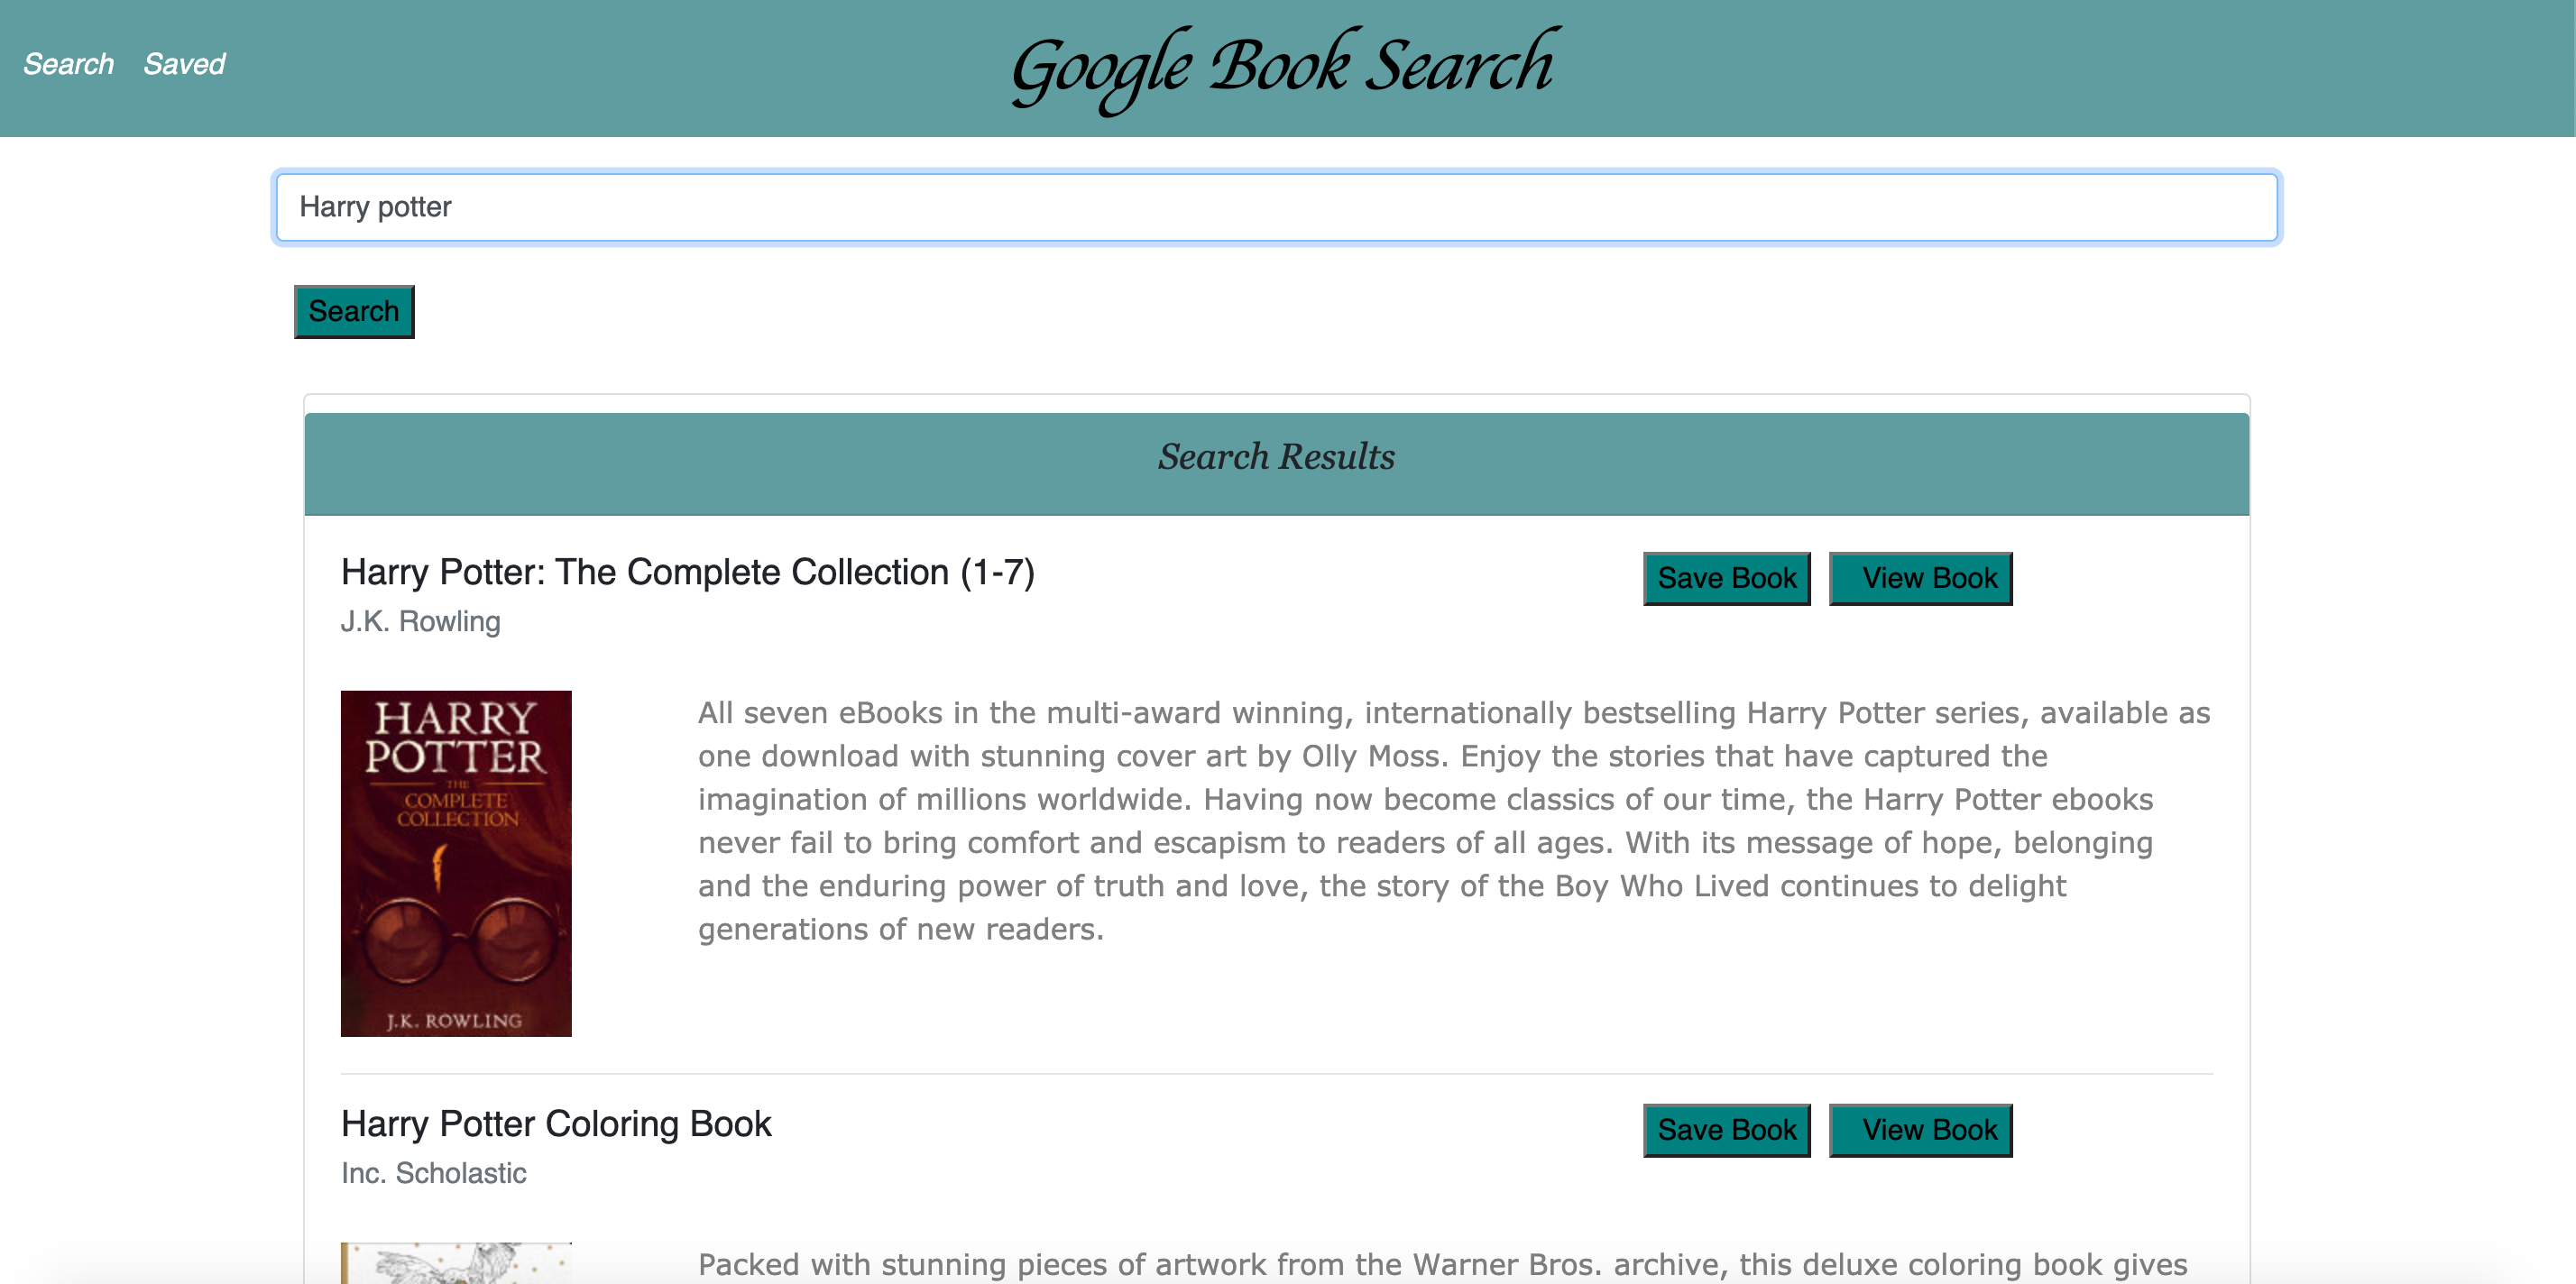 Search Saved
Google Book Search
Harry potter
Search
Search Results
Harry Potter: The Complete Collection (1-7)
Save Book View Book
J.K. Rowling
HARRY
POTTER
THE
COMPLETE
COLLECTION
J.K. ROWLING
All seven eBooks in the multi-award winning, internationally bestselling Harry Potter series, available as
one download with stunning cover art by Olly Moss. Enjoy the stories that have captured the
imagination of millions worldwide. Having now become classics of our time, the Harry Potter ebooks
never fail to bring comfort and escapism to readers of all ages. With its message of hope, belonging
and the enduring power of truth and love, the story of the Boy Who Lived continues to delight
generations of new readers.
Harry Potter Coloring Book
Save Book View Book
Inc. Scholastic
Packed with stunning pieces of artwork from the Warner Bros. archive, this deluxe coloring book gives